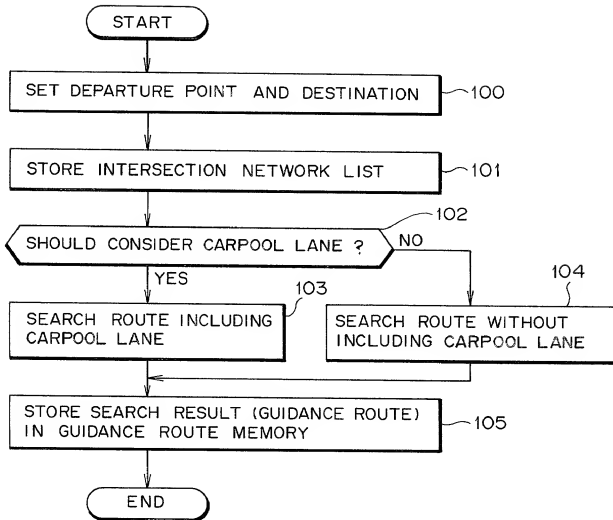 START
SET DEPARTURE POINT AND DESTINATION
100
STORE INTERSECTION NETWORK LIST
101
102
SHOULD CONSIDER CARPOOL LANE ?
NO
YES
103
104
SEARCH ROUTE INCLUDING
CARPOOL LANE
SEARCH ROUTE WITHOUT
INCLUDING CARPOOL LANE
STORE SEARCH RESULT (GUIDANCE ROUTE)
IN GUIDANCE ROUTE MEMORY
105
END